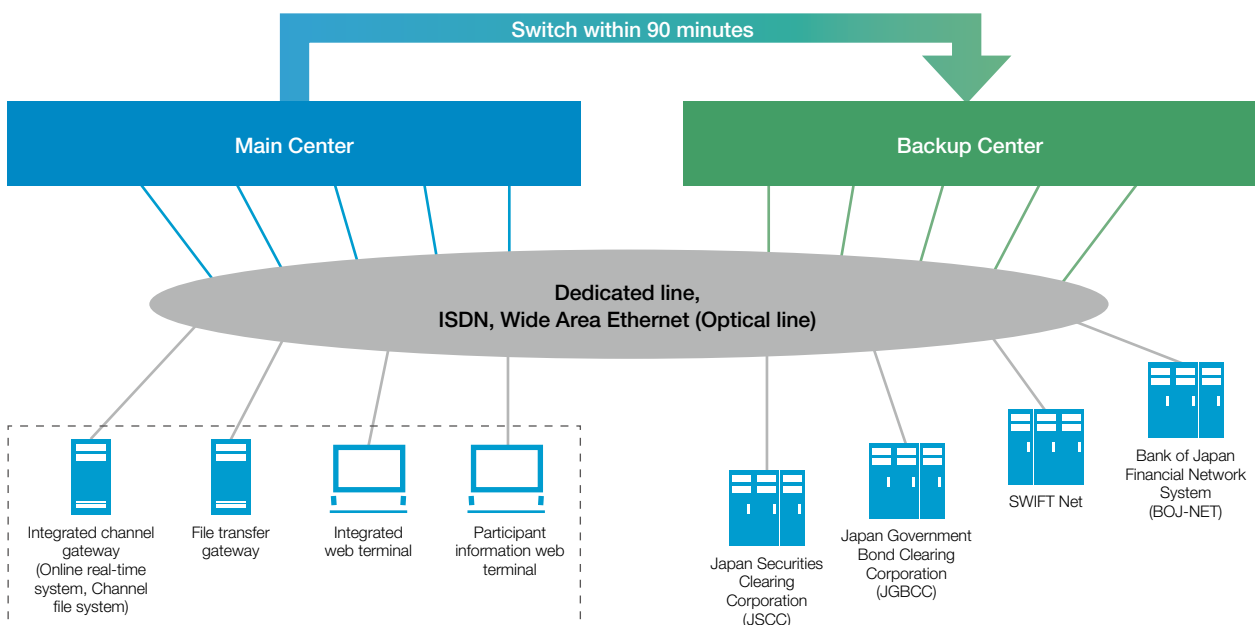 Switch within 90 minutes
Main Center
Backup Center
Dedicated line,
ISDN, Wide Area Ethernet (Optical line)
Integrated channel
gateway
(Online real-time
system, Channel
file system)
File transfer
gateway
Integrated
web terminal
Participant
information web
terminal
Japan Securities
Clearing
Corporation
(JSCC)
Japan Government
Bond Clearing
Corporation
(JGBCC)
SWIFT Net
Bank of Japan
Financial Network
System
(BOJ-NET)